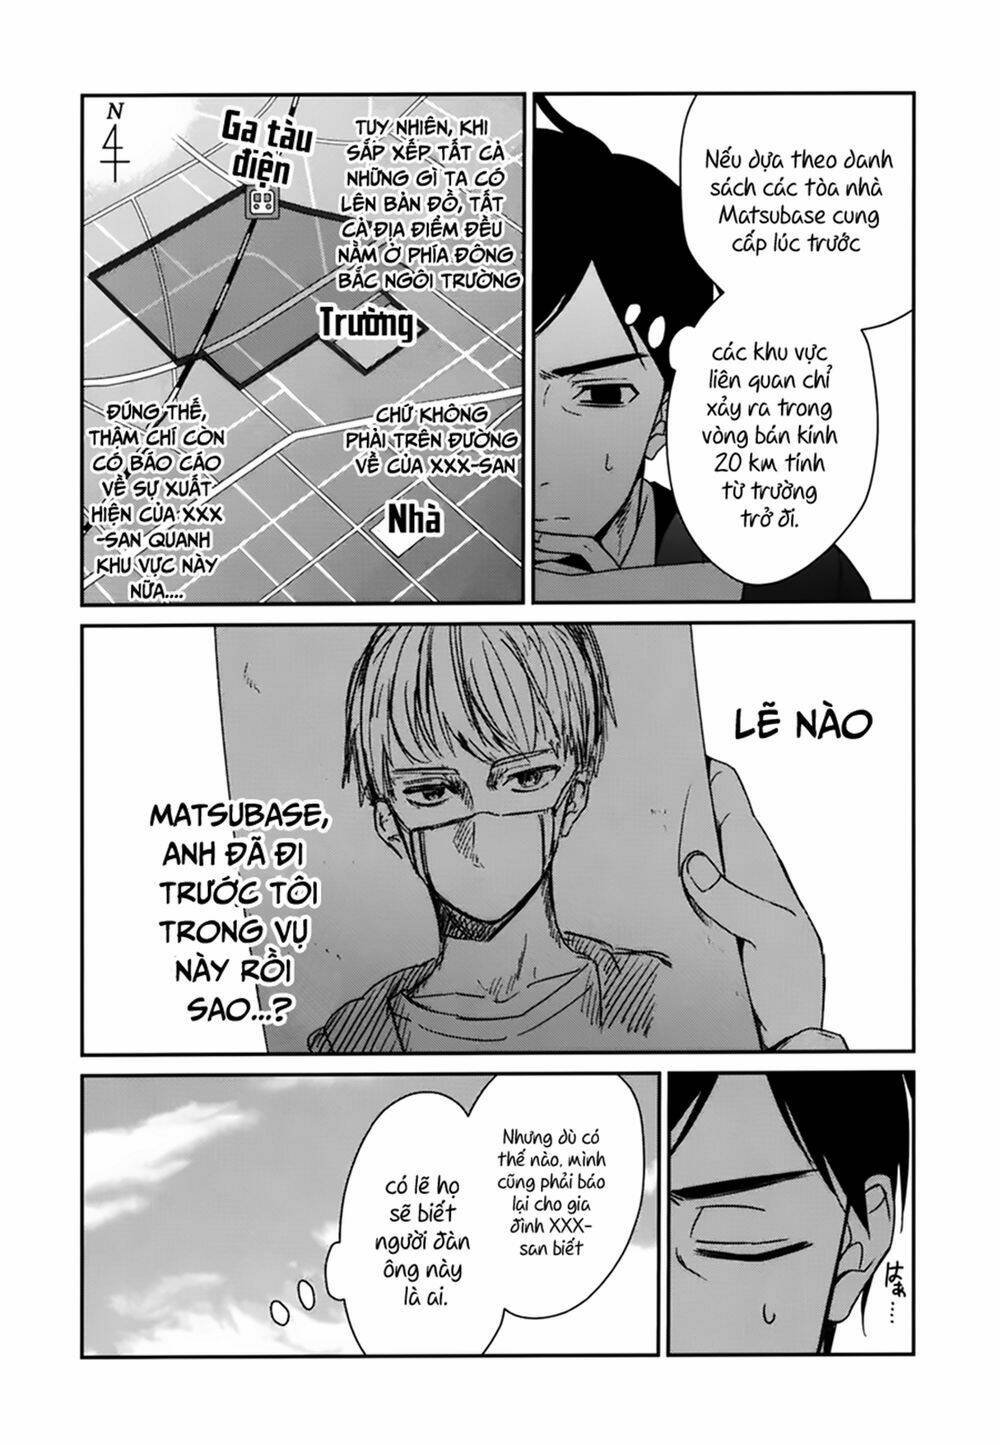 Nếu dựa theo danh
sách các tòa nhà
Matsubase cung
cấp lúc trước
các khu vực
liên quan chỉ
xảy ra trong
vòng bán kính
20 km tính
từ trường
trở đi.
N
Ga tàu
điện
TUY NHIÊN, KHI
SẮP XẾP TẤT CẢ
NHỮNG GÌ TA CÓ
LÊN BẢN ĐỒ, TẤT
CẢ ĐỊA ĐIỂM ĐỀU
NẰM Ở PHÍA ĐÔNG
BẮC NGÔI TRƯỜNG
Trường
CHỨ KHÔNG
PHẢI TRÊN ĐƯỜNG
VỀ CỦA XXX-SAN
Nhà
ĐÚNG THẾ,
THẬM CHÍ CÒN
CÓ BÁO CÁO
VỀ SỰ XUẤT
HIỆN CỦA XXX
-SAN QUANH
KHU VỰC NÀY
NỮA....
LẼ NÀO
MATSUBASE,
ANH ĐÃ ĐI
TRƯỚC TÔI
TRONG VỤ
NÀY RỒI
SAO...?
はぁ……
Nhưng dù có
thế nào, mình
cũng phải báo
lại cho gia
đình XXX-
san biết
có lẽ họ
sẽ biết
người đàn
ông này
là ai.